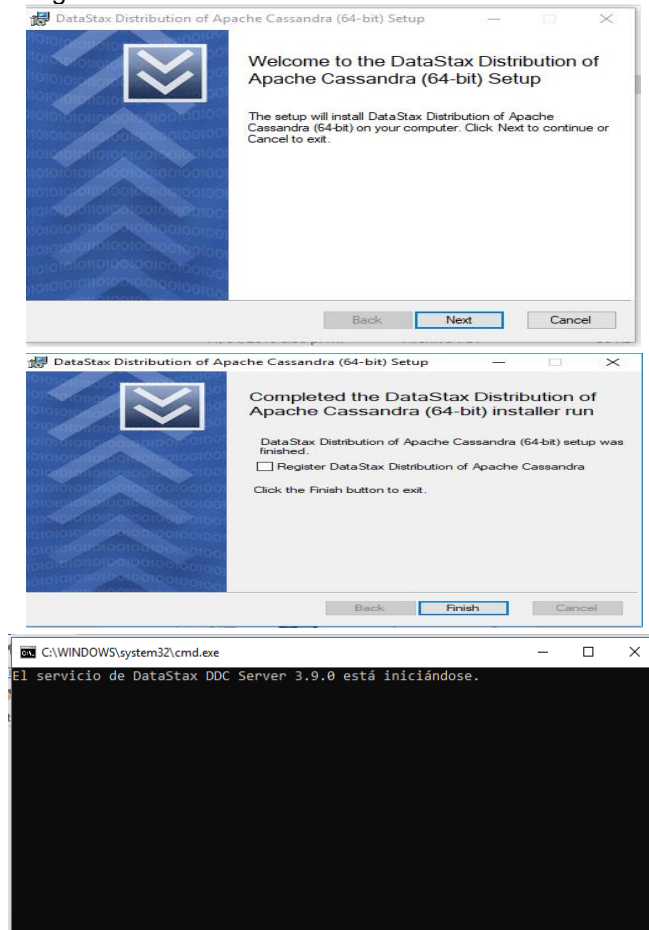 DataStax Distribution of Apache Cassandra (64-bit) Setup
Welcome to the DataStax Distribution of
Apache Cassandra (64-bit) Setup
The setup will install DataStax Distribution of Apache
Cassandra (64-bit) on your computer. Click Next to continue or
Cancel to exit.
Back Next Cancel
DataStax Distribution of Apache Cassandra (64-bit) Setup
Completed the DataStax Distribution of
Apache Cassandra (64-bit) installer run
DataStax Distribution of Apache Cassandra (64-bit) setup was
finished.
Register DataStax Distribution of Apache Cassandra
Click the Finish button to exit.
Back Finish Cancel
C:\WINDOWS\system32\cmd.exe
El servicio de DataStax DDC Server 3.9.0 está iniciándose.